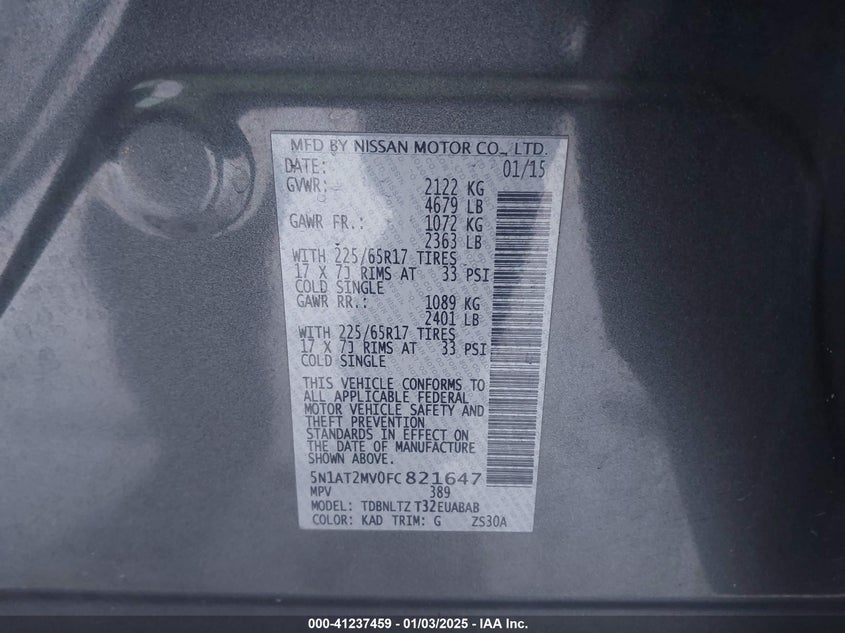 MFD BY NISSAN MOTOR CO., LTD.
DATE: 01/15
GVWR: 2122 KG
4679 LB
GAWR FR.: 1072 KG
2363 LB
WITH 225/65R17 TIRES
17 X 7J RIMS AT 33 PSI
COLD SINGLE
GAWR RR.: 1089 KG
2401 LB
WITH 225/65R17 TIRES
17 X 7J RIMS AT 33 PSI
COLD SINGLE
THIS VEHICLE CONFORMS TO
ALL APPLICABLE FEDERAL
MOTOR VEHICLE SAFETY AND
THEFT PREVENTION
STANDARDS IN EFFECT ON
THE DATE OF MANUFACTURE
SHOWN ABOVE.
5N1AT2MV0FC821647
MPV 389
MODEL: TDBNLTZ T32EUABAB
COLOR: KAD TRIM: G ZS30A
000-41237459 - 01/03/2025 - IAA Inc.